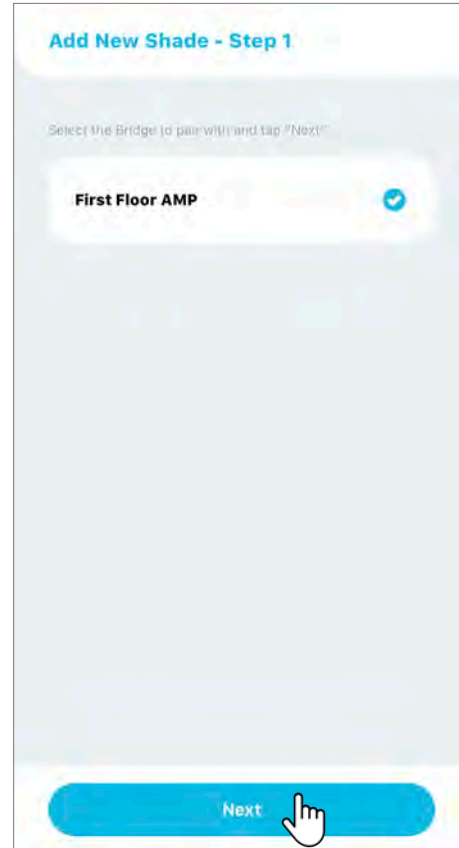 Add New Shade - Step 1
Select the Bridge to pair with and tap "Next"
First Floor AMP
Next